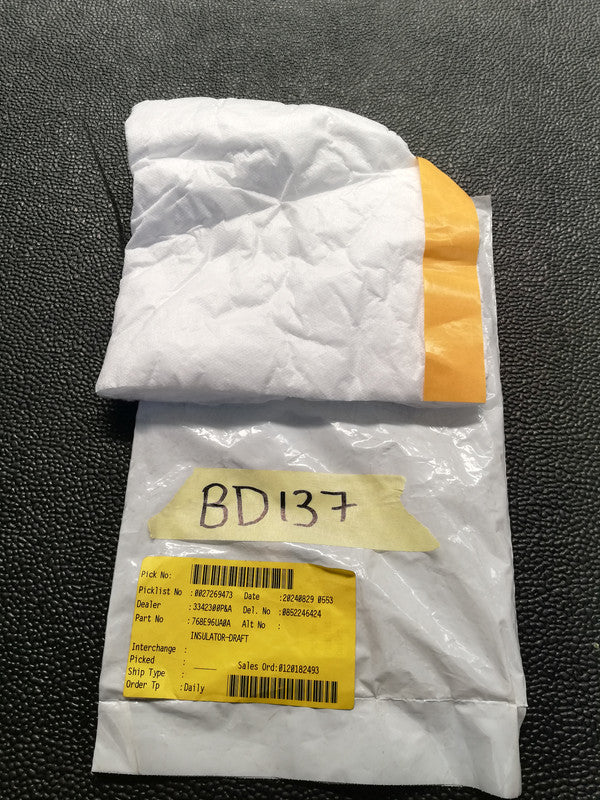 BD137
Pick No:
Picklist No :0027269473 Date :20240829 0553
Dealer :3342300P&A Del. No :0852246424
Part No :768E96UA0A Alt No :
INSULATOR-DRAFT
Interchange :
Picked : _____ Sales Ord:0120182493
Ship Type :
Order Tp :Daily